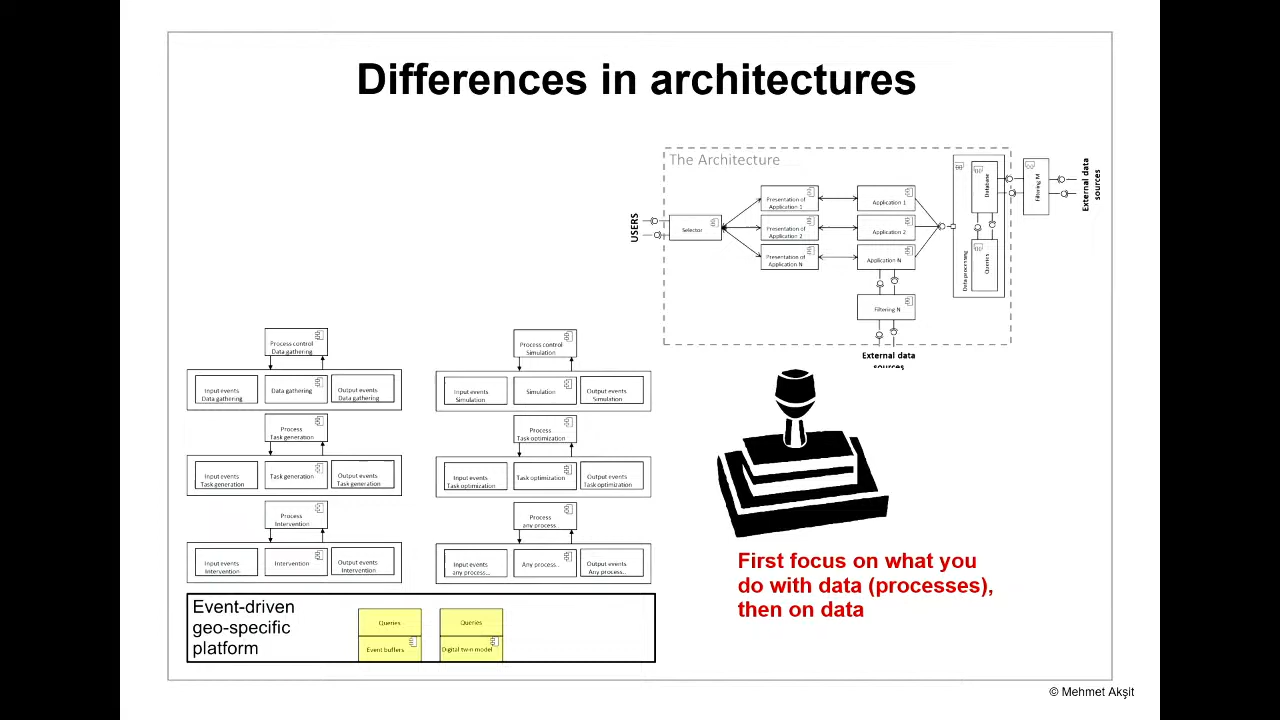 Differences in architectures
The Architecture
USERS
Selector
Presentation of
Application 1
Presentation of
Application 2
Presentation of
Application N
Application 1
Application 2
Application N
Filtering N
External data
sources
Data processing
Database
Queries
Filtering M
External data
sources
Process control
Data gathering
Input events
Data gathering
Data gathering
Output events
Data gathering
Process
Task generation
Input events
Task generation
Task generation
Output events
Task generation
Process
Intervention
Input events
Intervention
Intervention
Output events
Intervention
Process control
Simulation
Input events
Simulation
Simulation
Output events
Simulation
Process
Task optimization
Input events
Task optimization
Task optimization
Output events
Task optimization
Process
any process..
Input events
any process...
Any process..
Output events
Any process...
Event-driven
geo-specific
platform
Queries
Event buffers
Queries
Digital twin model
First focus on what you
do with data (processes),
then on data
© Mehmet Akşit